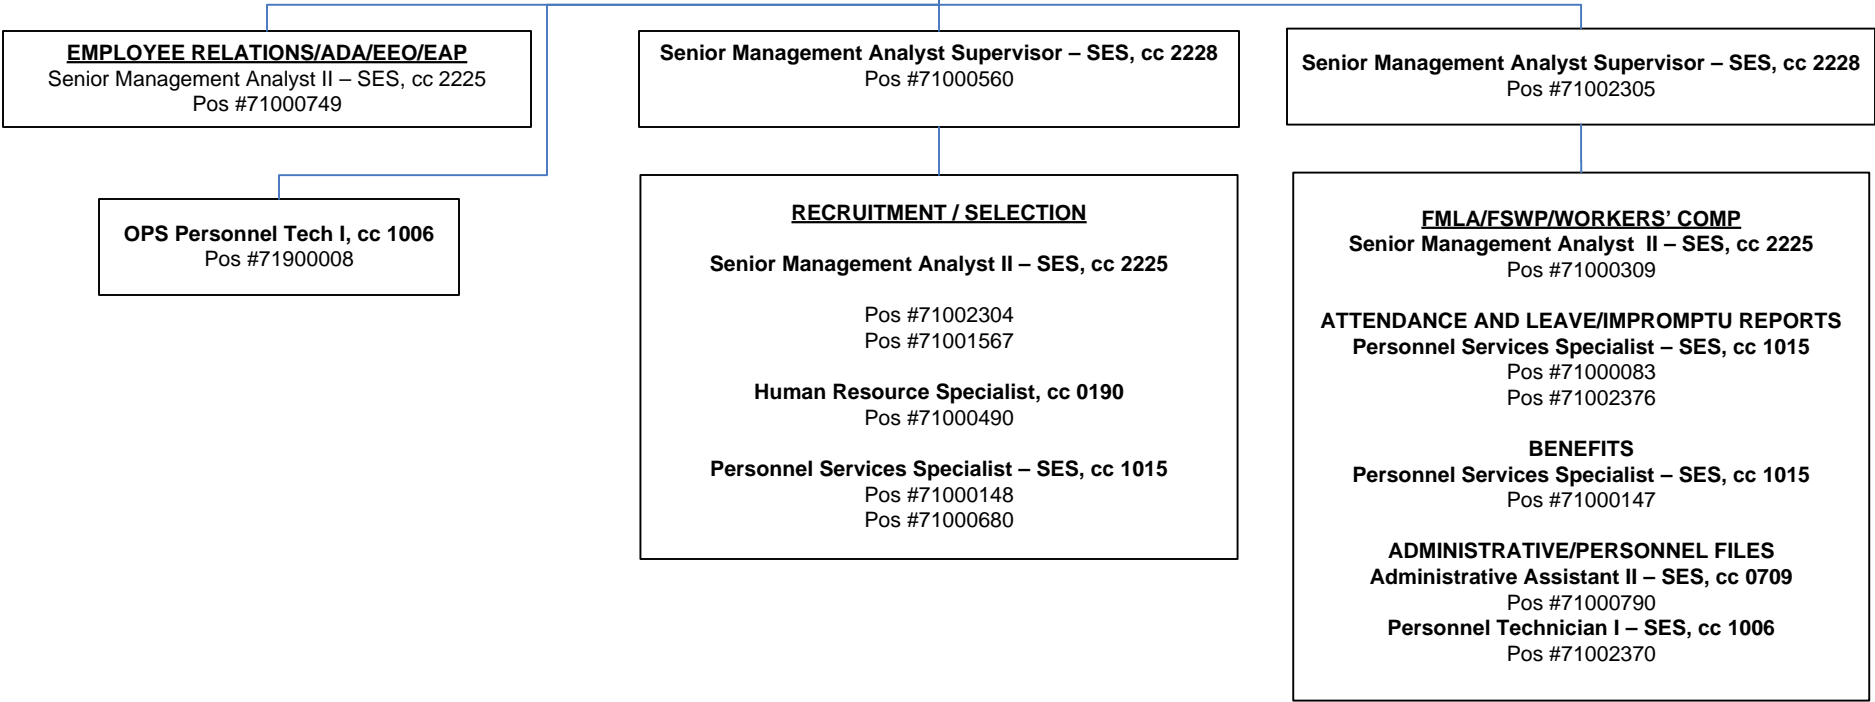 EMPLOYEE RELATIONS/ADA/EEO/EAP
Senior Management Analyst II – SES, cc 2225
Pos #71000749
OPS Personnel Tech I, cc 1006
Pos #71900008
Senior Management Analyst Supervisor – SES, cc 2228
Pos #71000560
RECRUITMENT / SELECTION
Senior Management Analyst II – SES, cc 2225
Pos #71002304
Pos #71001567
Human Resource Specialist, cc 0190
Pos #71000490
Personnel Services Specialist – SES, cc 1015
Pos #71000148
Pos #71000680
Senior Management Analyst Supervisor – SES, cc 2228
Pos #71002305
FMLA/FSWP/WORKERS’ COMP
Senior Management Analyst  II – SES, cc 2225
Pos #71000309
ATTENDANCE AND LEAVE/IMPROMPTU REPORTS
Personnel Services Specialist – SES, cc 1015
Pos #71000083
Pos #71002376
BENEFITS
Personnel Services Specialist – SES, cc 1015
Pos #71000147
ADMINISTRATIVE/PERSONNEL FILES
Administrative Assistant II – SES, cc 0709
Pos #71000790
Personnel Technician I – SES, cc 1006
Pos #71002370